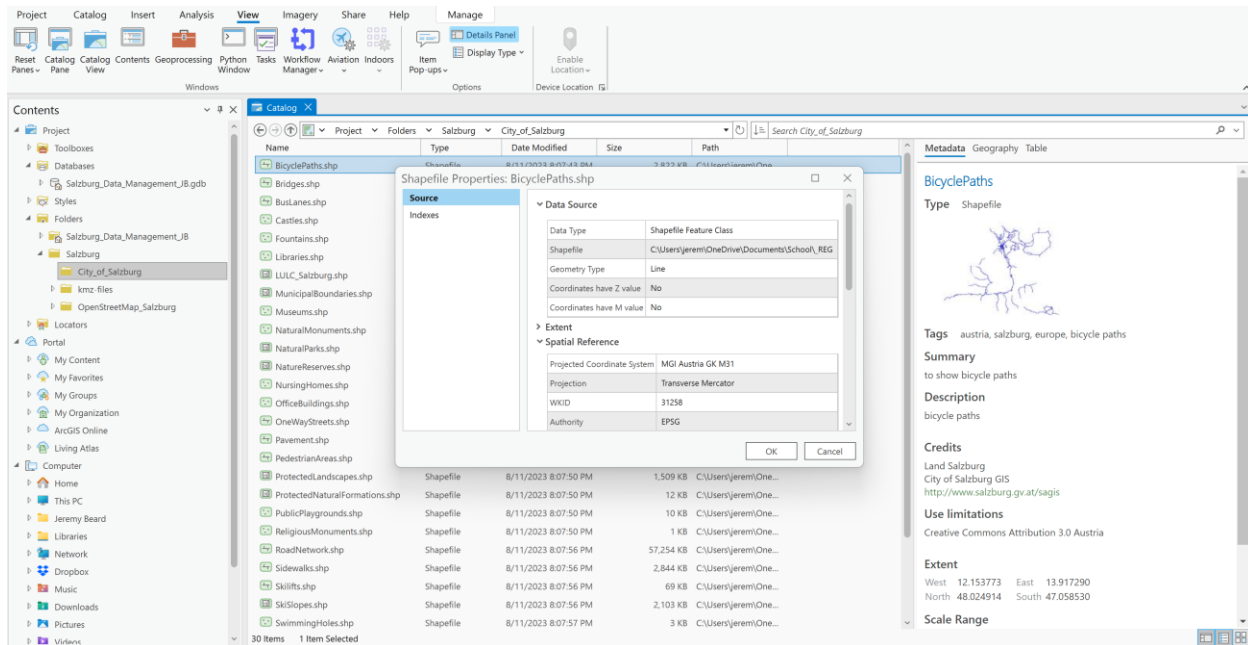 Project Catalog Insert Analysis View Imagery Share Help Manage
Reset Panes
Catalog Pane
Catalog View
Contents
Geoprocessing
Python Window
Tasks
Workflow Manager
Aviation
Indoors
Windows
Item Pop-ups
Details Panel
Display Type
Options
Enable Location
Device Location
Contents
Project
Toolboxes
Databases
Salzburg_Data_Management_JB.gdb
Styles
Folders
Salzburg_Data_Management_JB
Salzburg
City_of_Salzburg
kmz-files
OpenStreetMap_Salzburg
Locators
Portal
My Content
My Favorites
My Groups
My Organization
ArcGIS Online
Living Atlas
Computer
Home
This PC
Jeremy Beard
Libraries
Network
Dropbox
Music
Downloads
Pictures
Videos
Catalog
Project Folders Salzburg City_of_Salzburg
Search City_of_Salzburg
Name Type Date Modified Size Path
BicyclePaths.shp Shapefile 8/11/2023 8:07:43 PM 7,822 KB C:\Users\jerem\One...
Bridges.shp
BusLanes.shp
Castles.shp
Fountains.shp
Libraries.shp
LULC_Salzburg.shp
MunicipalBoundaries.shp
Museums.shp
NaturalMonuments.shp
NaturalParks.shp
NatureReserves.shp
NursingHomes.shp
OfficeBuildings.shp
OneWayStreets.shp
Pavement.shp
PedestrianAreas.shp
ProtectedLandscapes.shp Shapefile 8/11/2023 8:07:50 PM 1,509 KB C:\Users\jerem\One...
ProtectedNaturalFormations.shp Shapefile 8/11/2023 8:07:50 PM 12 KB C:\Users\jerem\One...
PublicPlaygrounds.shp Shapefile 8/11/2023 8:07:50 PM 10 KB C:\Users\jerem\One...
ReligiousMonuments.shp Shapefile 8/11/2023 8:07:50 PM 1 KB C:\Users\jerem\One...
RoadNetwork.shp Shapefile 8/11/2023 8:07:56 PM 57,254 KB C:\Users\jerem\One...
Sidewalks.shp Shapefile 8/11/2023 8:07:56 PM 2,844 KB C:\Users\jerem\One...
Skilifts.shp Shapefile 8/11/2023 8:07:56 PM 69 KB C:\Users\jerem\One...
SkiSlopes.shp Shapefile 8/11/2023 8:07:56 PM 2,103 KB C:\Users\jerem\One...
SwimmingHoles.shp Shapefile 8/11/2023 8:07:57 PM 3 KB C:\Users\jerem\One...
30 Items 1 Item Selected
Shapefile Properties: BicyclePaths.shp
Source
Indexes
Data Source
Data Type Shapefile Feature Class
Shapefile C:\Users\jerem\OneDrive\Documents\School\_REG
Geometry Type Line
Coordinates have Z value No
Coordinates have M value No
Extent
Spatial Reference
Projected Coordinate System MGI Austria GK M31
Projection Transverse Mercator
WKID 31258
Authority EPSG
OK Cancel
Metadata Geography Table
BicyclePaths
Type Shapefile
Tags austria, salzburg, europe, bicycle paths
Summary
to show bicycle paths
Description
bicycle paths
Credits
Land Salzburg
City of Salzburg GIS
http://www.salzburg.gv.at/sagis
Use limitations
Creative Commons Attribution 3.0 Austria
Extent
West 12.153773 East 13.917290
North 48.024914 South 47.058530
Scale Range